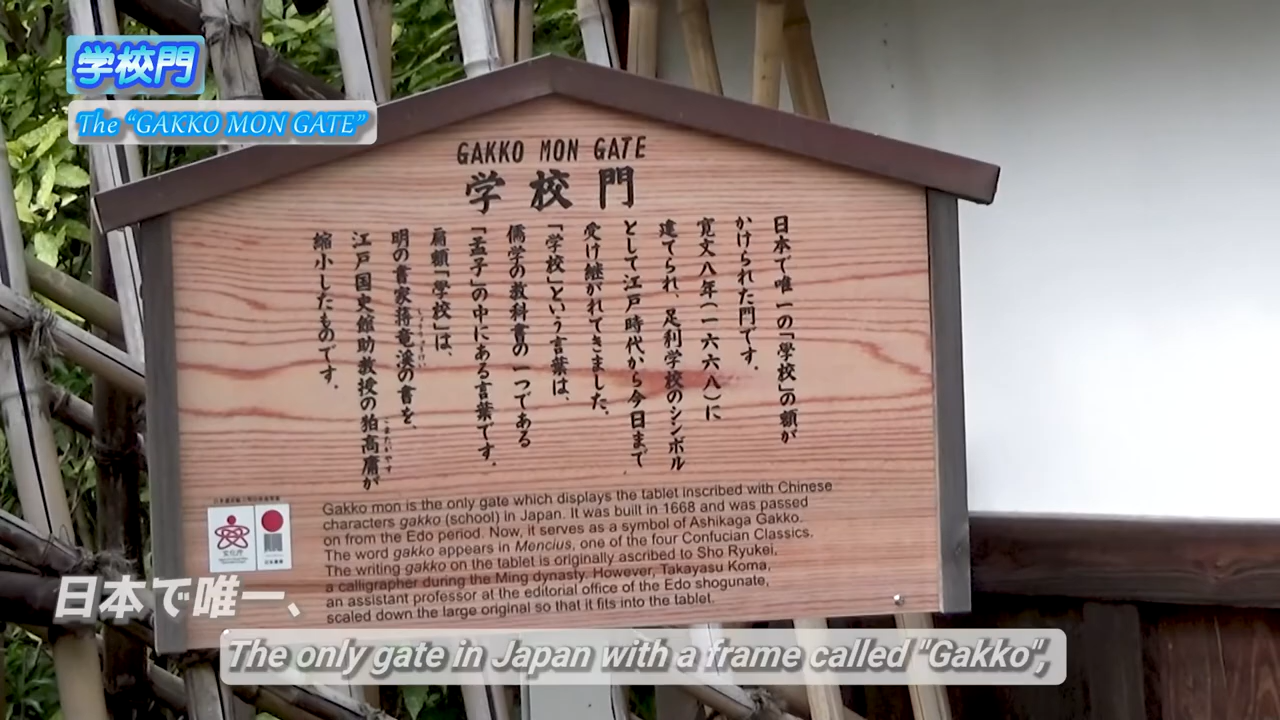 学校門
The “GAKKO MON GATE”
GAKKO MON GATE
学校門
日本で唯一の「学校」の額が
かけられた門です。
寛文八年(一六六八)に
建てられ、足利学校のシンボル
として江戸時代から今日まで
受け継がれてきました。
「学校」という言葉は、
儒学の教科書の一つである
「孟子」の中にある言葉です。
扁額「学校」は、
明の書家蒋竜溪の書を、
江戸国史館助教授の狛高庸が
縮小したものです。
Gakko mon is the only gate which displays the tablet inscribed with Chinese
characters gakko (school) in Japan. It was built in 1668 and was passed
on from the Edo period. Now, it serves as a symbol of Ashikaga Gakko.
The word gakko appears in Mencius, one of the four Confucian Classics.
The writing gakko on the tablet is originally ascribed to Sho Ryukei,
a calligrapher during the Ming dynasty. However, Takayasu Koma,
an assistant professor at the editorial office of the Edo shogunate,
scaled down the large original so that it fits into the tablet.
文化庁
日本で唯一、
The only gate in Japan with a frame called "Gakko",